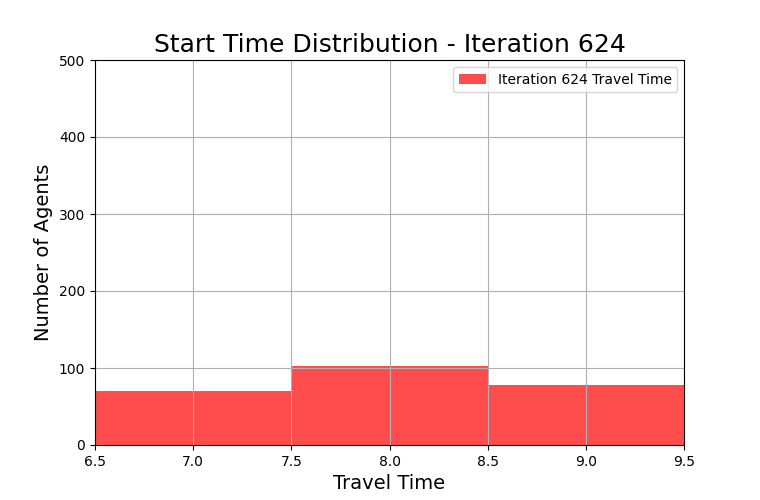 Start Time Distribution - Iteration 624
500
Iteration 624 Travel Time
400
300
200
100
0
Number of Agents
6.5 7.0 7.5 8.0 8.5 9.0 9.5
Travel Time